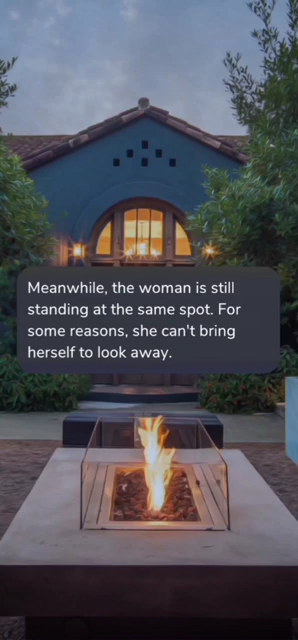 Meanwhile, the woman is still
standing at the same spot. For
some reasons, she can't bring
herself to look away.